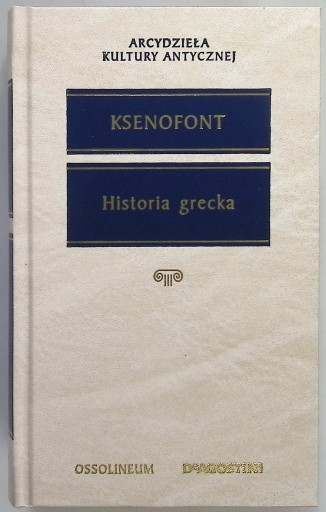 ARCYDZIEŁA
KULTURY ANTYCZNEJ
KSENOFONT
Historia grecka
OSSOLINEUM DEAGOSTINI